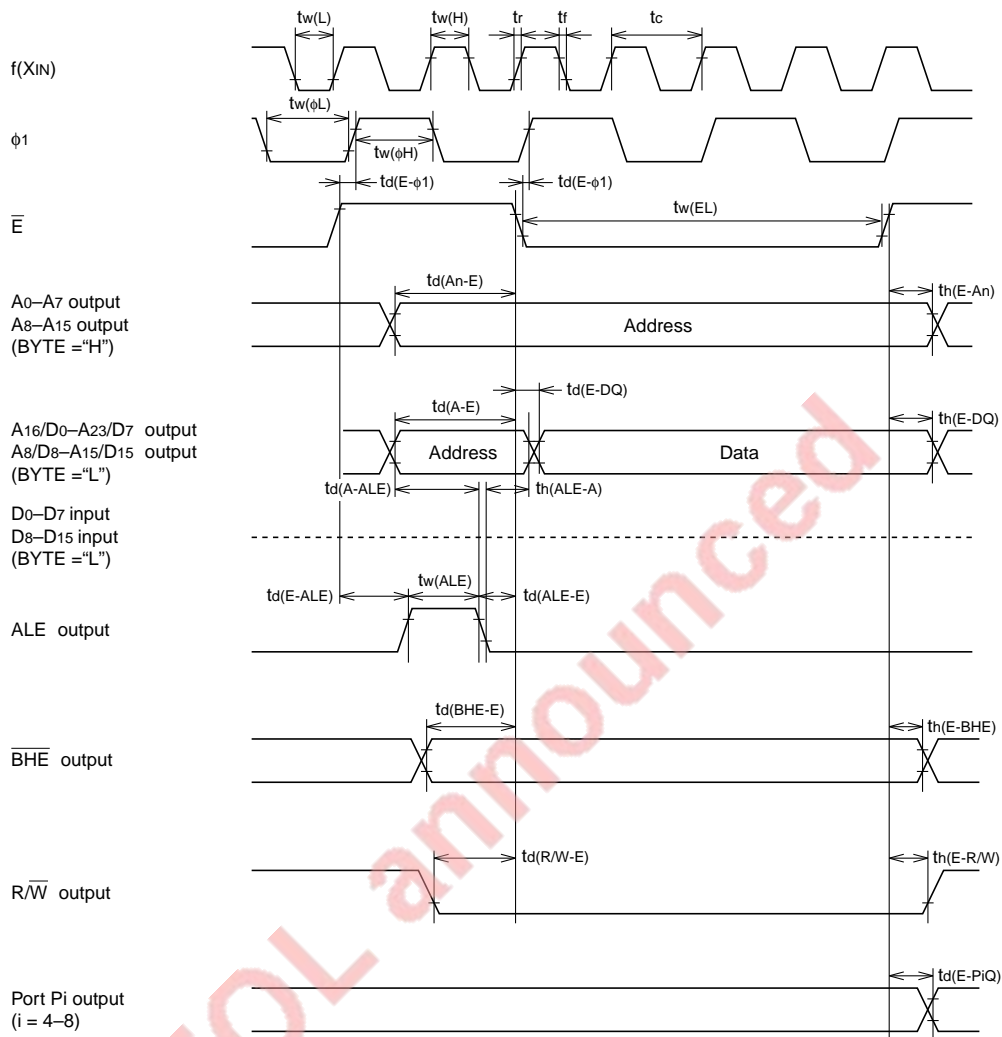 tw(L) tw(H) tr tf tc
f(XIN)
tw(ϕL)
ϕ1
tw(ϕH)
td(E-ϕ1) td(E-ϕ1)
tw(EL)
E̅
td(An-E) th(E-An)
A0–A7 output
A8–A15 output
(BYTE =“H”)
Address
td(E-DQ)
td(A-E) th(E-DQ)
A16/D0–A23/D7 output
A8/D8–A15/D15 output
(BYTE =“L”)
Address Data
td(A-ALE) th(ALE-A)
D0–D7 input
D8–D15 input
(BYTE =“L”)
tw(ALE)
td(E-ALE) td(ALE-E)
ALE output
td(BHE-E) th(E-BHE)
B̅H̅E̅ output
td(R/W-E) th(E-R/W)
R/W̅ output
td(E-PiQ)
Port Pi output
(i = 4–8)
EOL announced